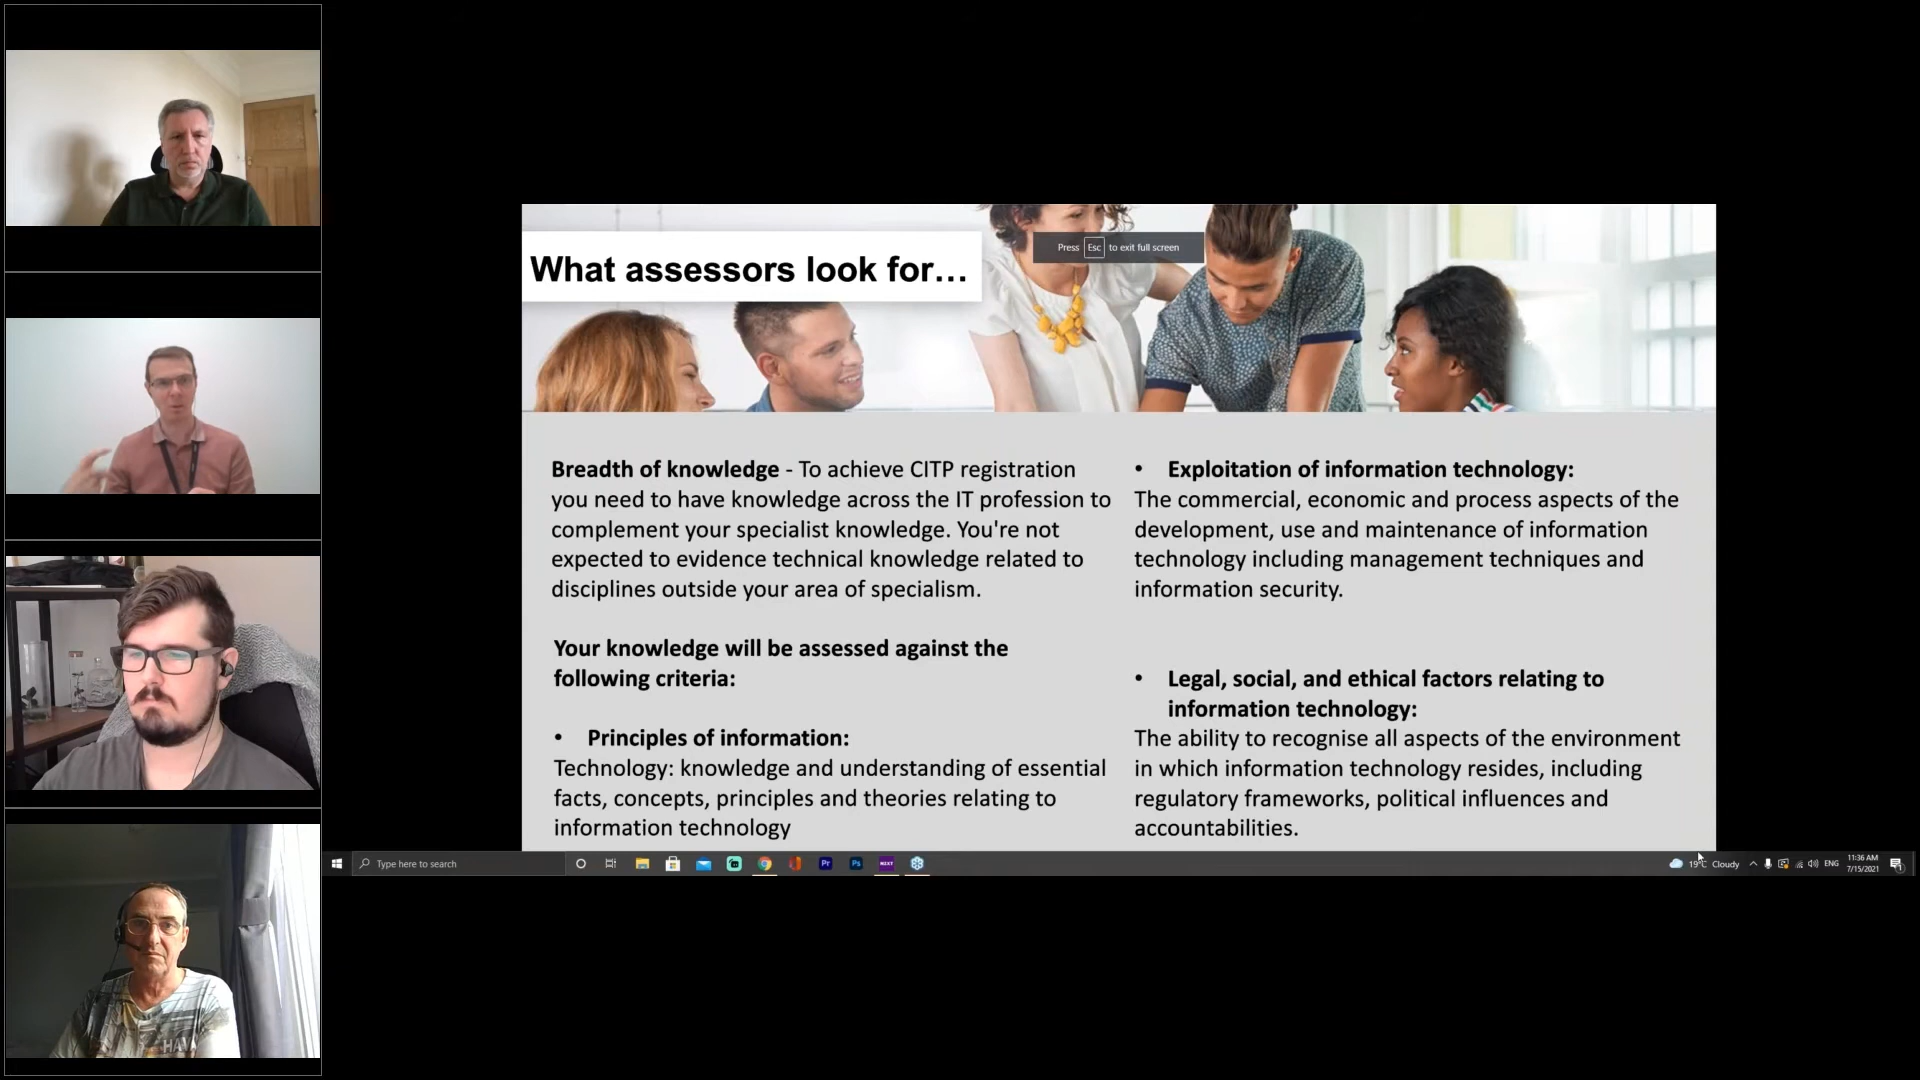 Press Esc to exit full screen
What assessors look for...
Breadth of knowledge - To achieve CITP registration
you need to have knowledge across the IT profession to
complement your specialist knowledge. You're not
expected to evidence technical knowledge related to
disciplines outside your area of specialism.
Your knowledge will be assessed against the
following criteria:
• Principles of information:
Technology: knowledge and understanding of essential
facts, concepts, principles and theories relating to
information technology
• Exploitation of information technology:
The commercial, economic and process aspects of the
development, use and maintenance of information
technology including management techniques and
information security.
• Legal, social, and ethical factors relating to
information technology:
The ability to recognise all aspects of the environment
in which information technology resides, including
regulatory frameworks, political influences and
accountabilities.
Type here to search
Pr
Ps
NEXT
19°C Cloudy
ENG
11:36 AM
7/15/2021